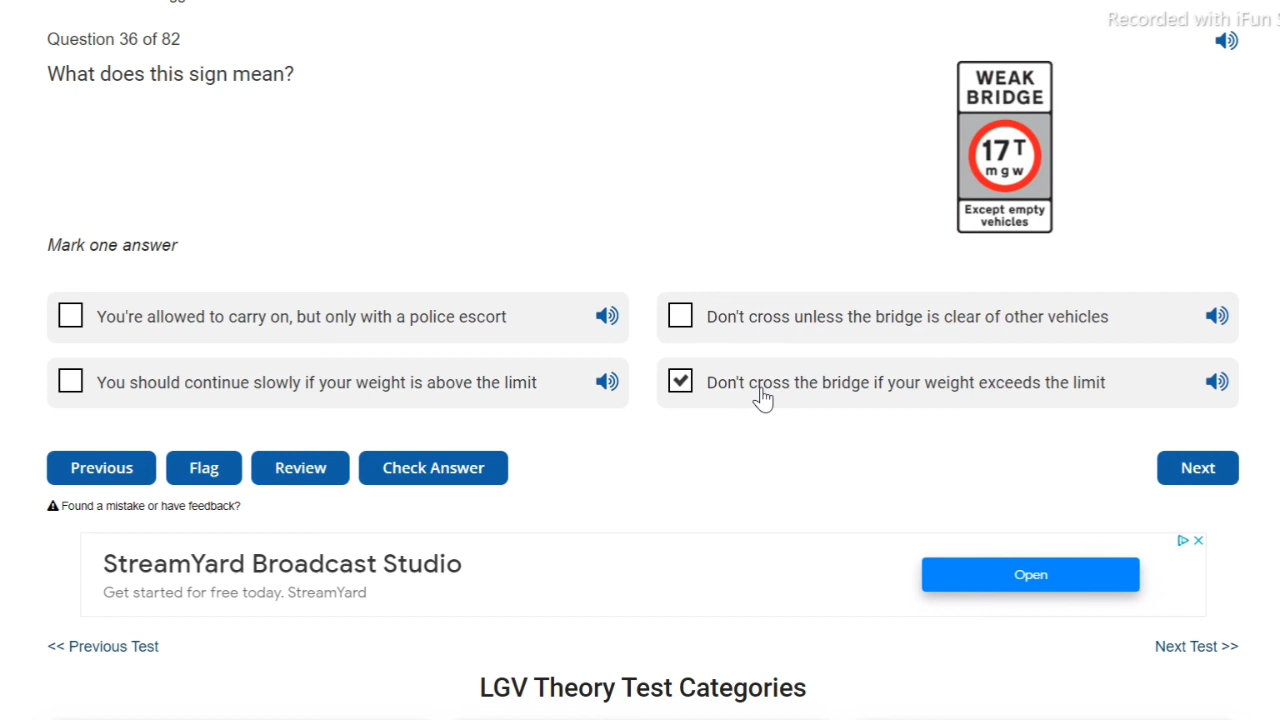 Recorded with iFun
Question 36 of 82
What does this sign mean?
WEAK
BRIDGE
17T
mgw
Except empty
vehicles
Mark one answer
You're allowed to carry on, but only with a police escort
Don't cross unless the bridge is clear of other vehicles
You should continue slowly if your weight is above the limit
Don't cross the bridge if your weight exceeds the limit
Previous
Flag
Review
Check Answer
Next
Found a mistake or have feedback?
StreamYard Broadcast Studio
Get started for free today. StreamYard
Open
<< Previous Test
Next Test >>
LGV Theory Test Categories